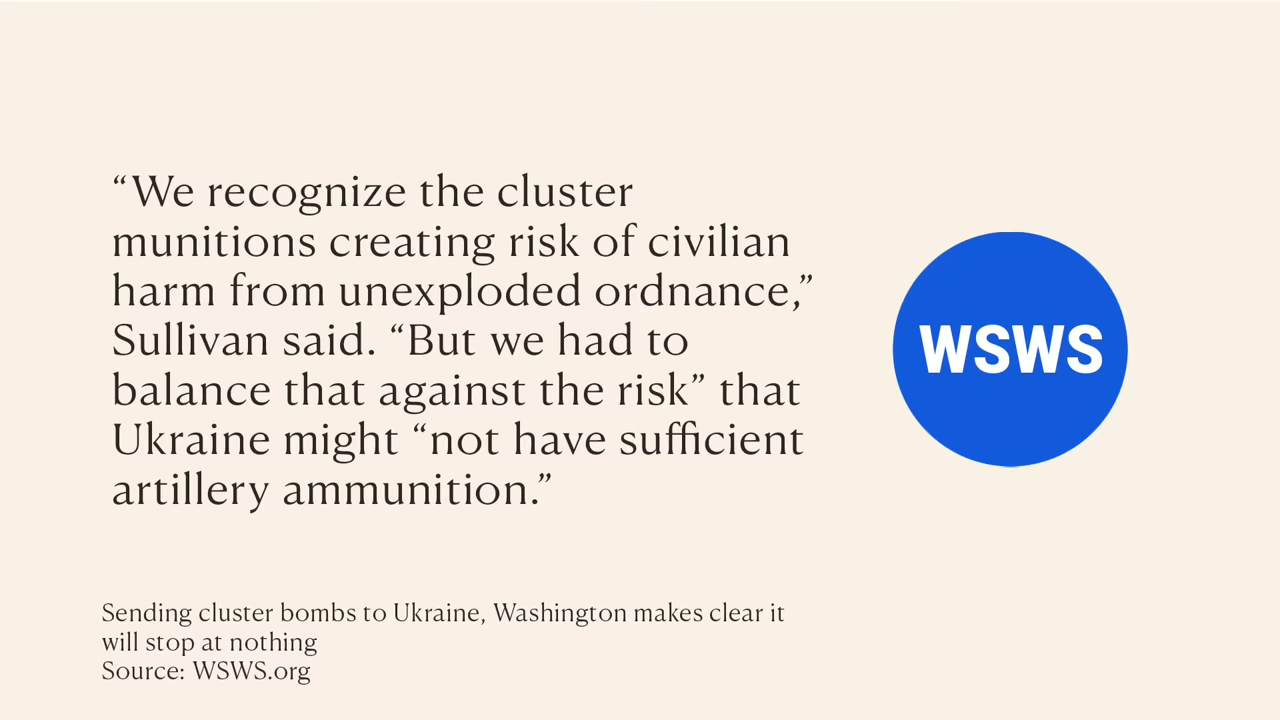 “We recognize the cluster
munitions creating risk of civilian
harm from unexploded ordnance,”
Sullivan said. “But we had to
balance that against the risk” that
Ukraine might “not have sufficient
artillery ammunition.”
WSWS
Sending cluster bombs to Ukraine, Washington makes clear it
will stop at nothing
Source: WSWS.org